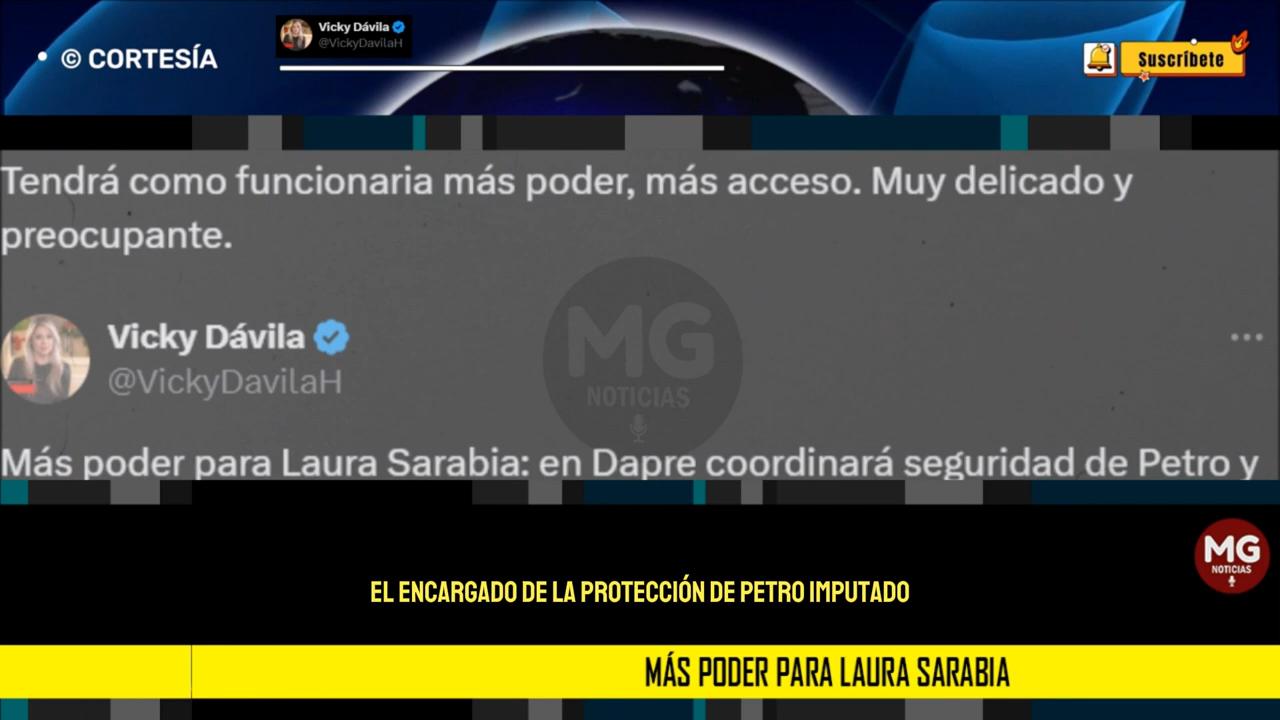 © CORTESÍA
Vicky Dávila
@VickyDavilaH
Suscríbete
Tendrá como funcionaria más poder, más acceso. Muy delicado y
preocupante.
Vicky Dávila
@VickyDavilaH
MG
NOTICIAS
Más poder para Laura Sarabia: en Dapre coordinará seguridad de Petro y
MG
NOTICIAS
EL ENCARGADO DE LA PROTECCIÓN DE PETRO IMPUTADO
MÁS PODER PARA LAURA SARABIA